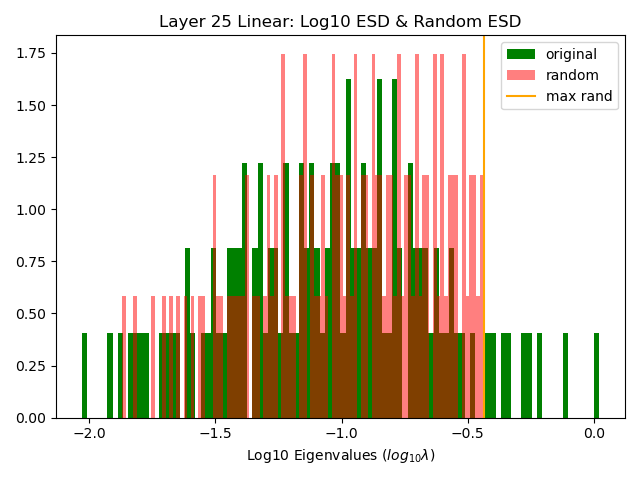 Layer 25 Linear: Log10 ESD & Random ESD
original
random
max rand
1.75
1.50
1.25
1.00
0.75
0.50
0.25
0.00
−2.0 −1.5 −1.0 −0.5 0.0
Log10 Eigenvalues (log₁₀λ)